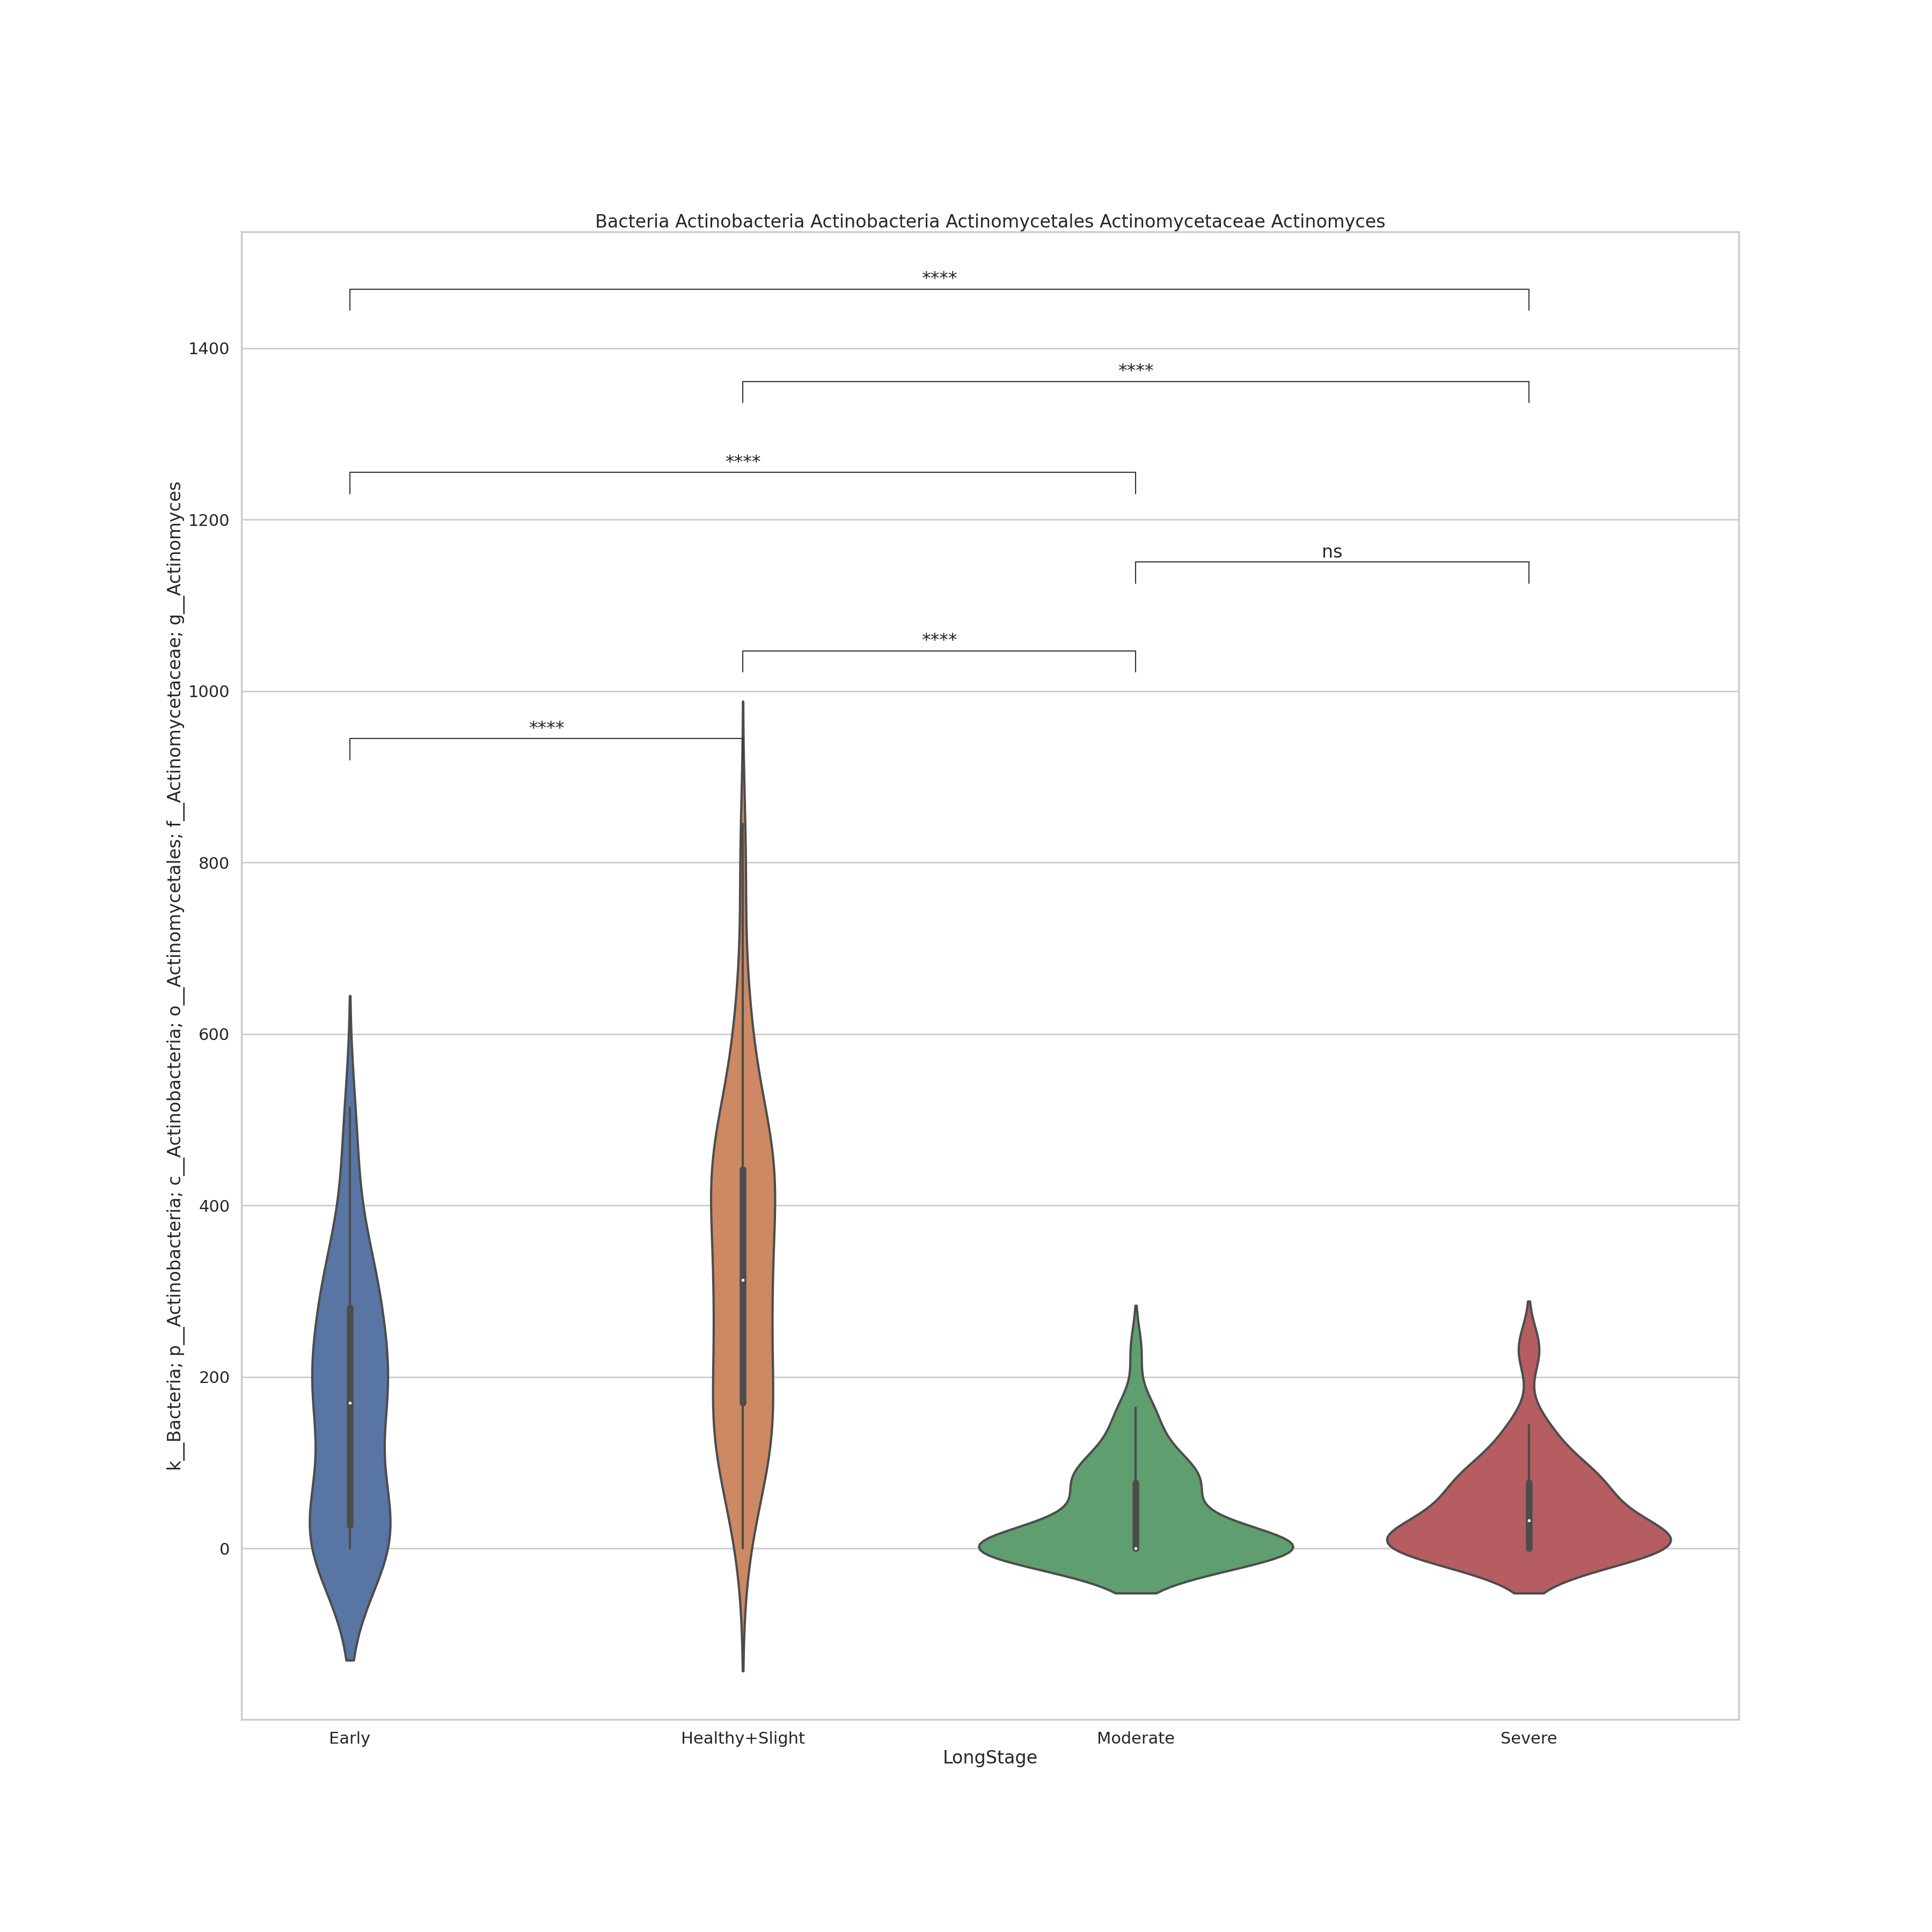 Bacteria Actinobacteria Actinobacteria Actinomycetales Actinomycetaceae Actinomyces
k__Bacteria; p__Actinobacteria; c__Actinobacteria; o__Actinomycetales; f__Actinomycetaceae; g__Actinomyces
****
1400
****
****
1200
ns
****
1000
****
800
600
400
200
0
Early Healthy+Slight Moderate Severe
LongStage